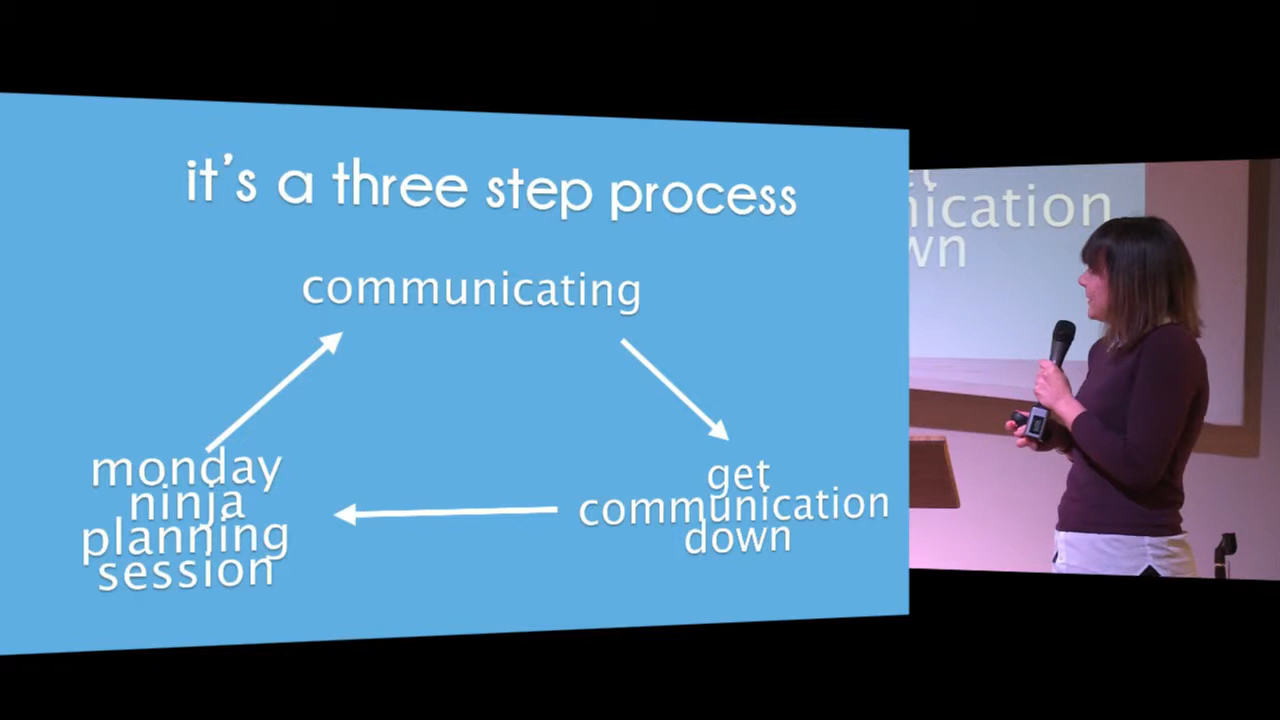 it's a three step process
communicating
monday
ninja
planning
session
get
communication
down
nication
wn